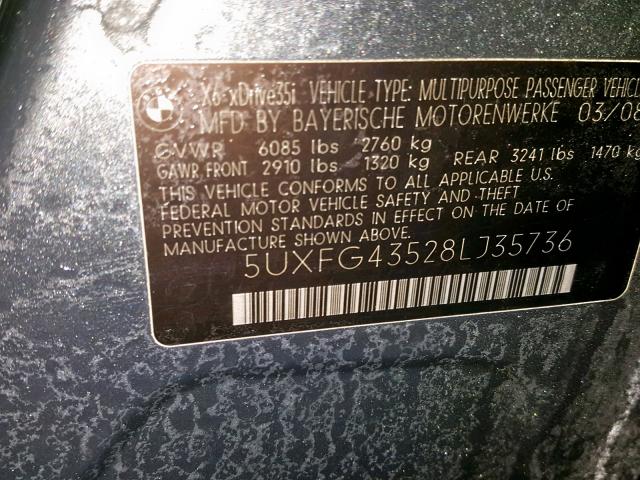 X6 xDrive35i VEHICLE TYPE: MULTIPURPOSE PASSENGER VEHICL
MFD BY BAYERISCHE MOTORENWERKE 03/08
GVWR 6085 lbs 2760 kg
GAWR FRONT 2910 lbs 1320 kg REAR 3241 lbs 1470 kg
THIS VEHICLE CONFORMS TO ALL APPLICABLE U.S.
FEDERAL MOTOR VEHICLE SAFETY AND THEFT
PREVENTION STANDARDS IN EFFECT ON THE DATE OF
MANUFACTURE SHOWN ABOVE.
5UXFG43528LJ35736